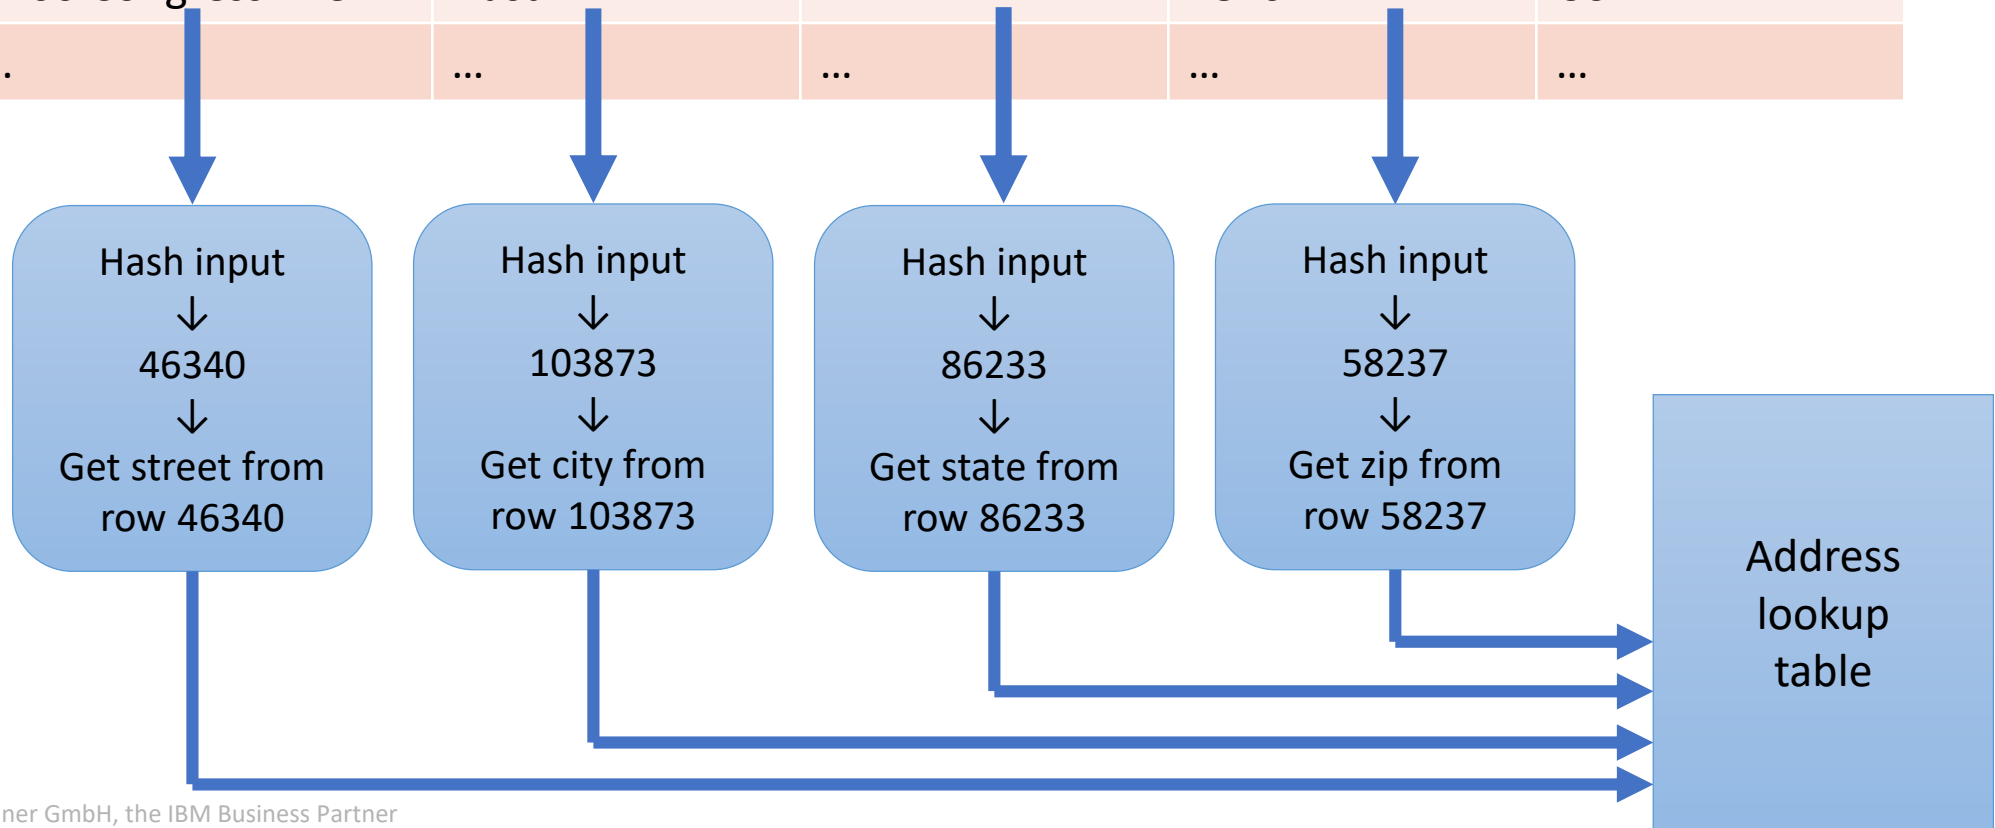 ...
...
...
...
Hash input
↓
46340
↓
Get street from
row 46340
Hash input
↓
103873
↓
Get city from
row 103873
Hash input
↓
86233
↓
Get state from
row 86233
Hash input
↓
58237
↓
Get zip from
row 58237
Address
lookup
table
GmbH, the IBM Business Partner